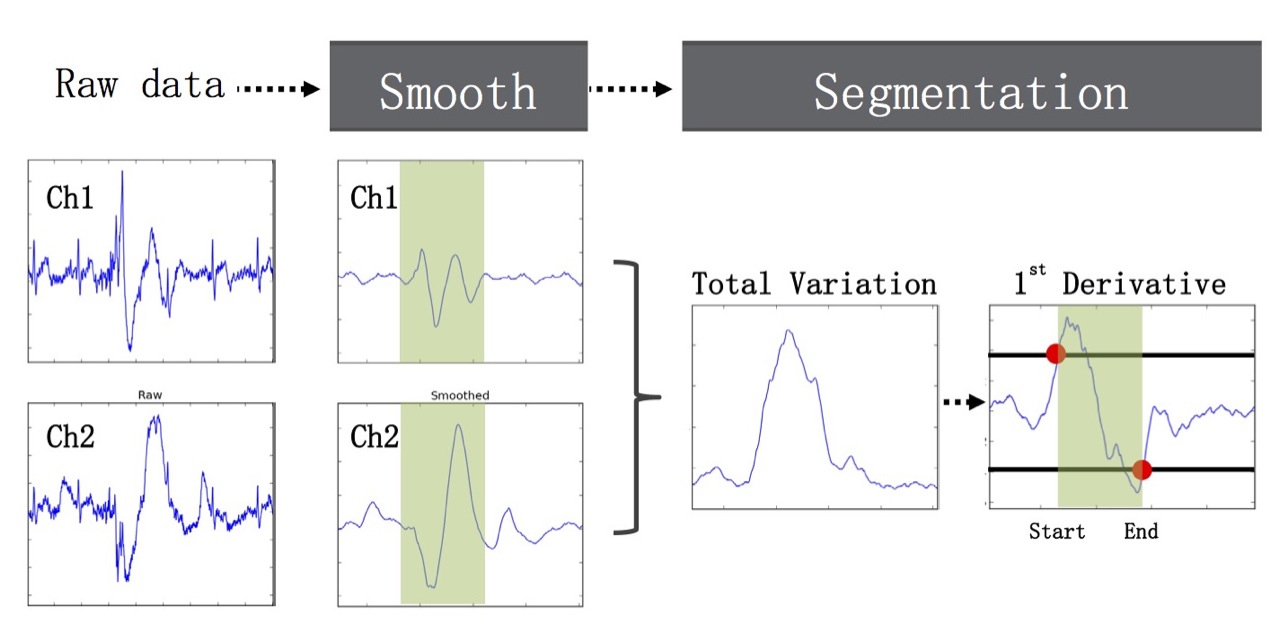 Raw data
Smooth
Segmentation
Ch1
Ch1
Total Variation
1st Derivative
Raw
Smoothed
Ch2
Ch2
Start
End